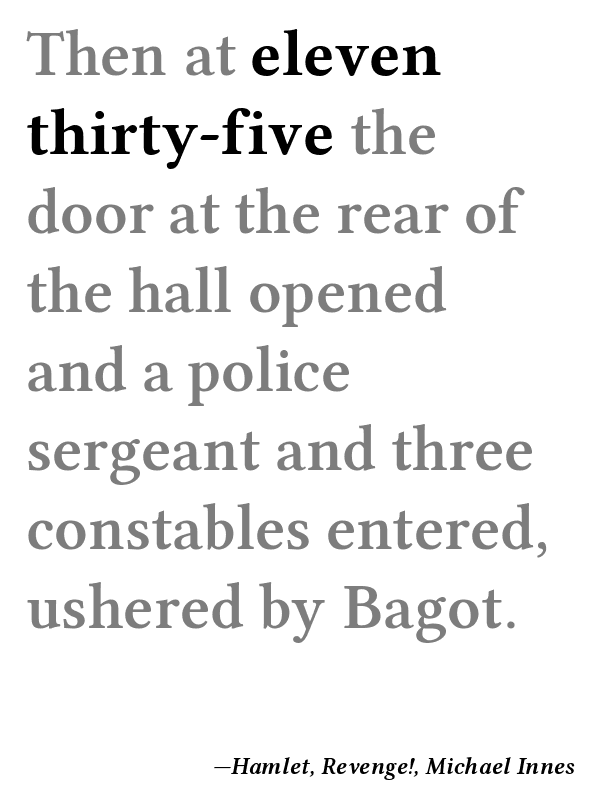 Then at eleven
thirty-five the
door at the rear of
the hall opened
and a police
sergeant and three
constables entered,
ushered by Bagot.
—Hamlet, Revenge!, Michael Innes